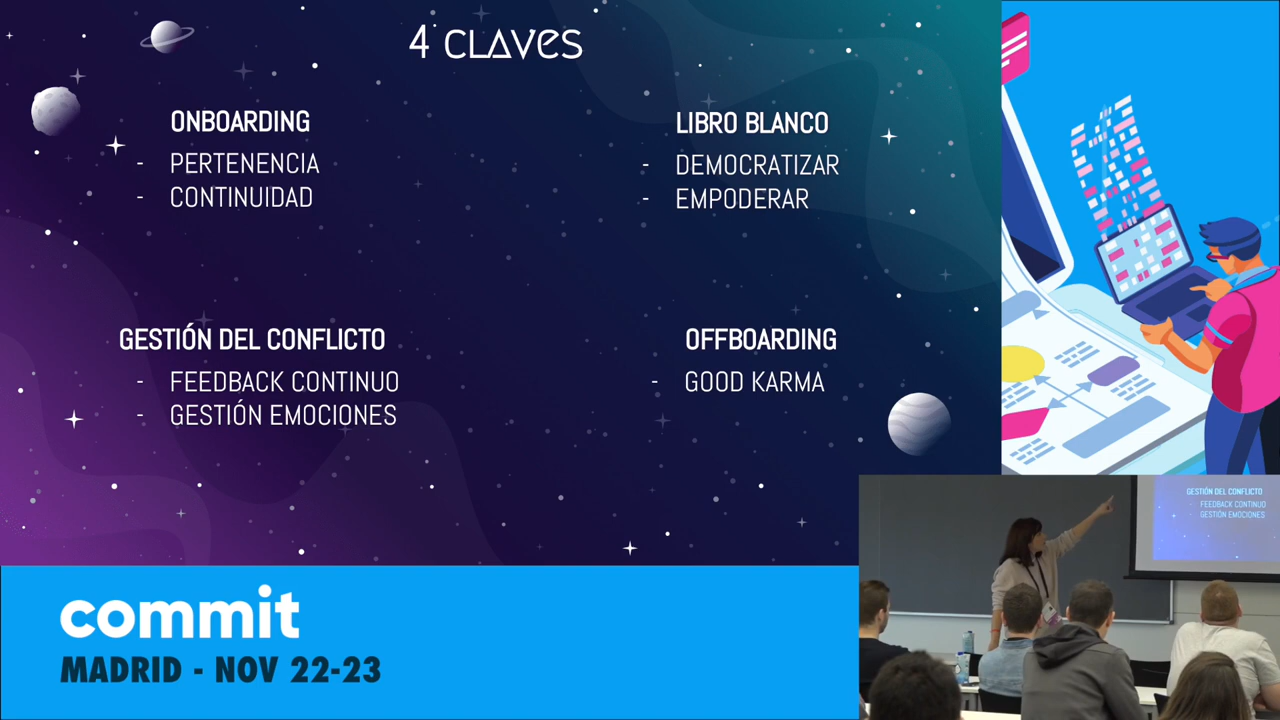 4 CLAVES
ONBOARDING
- PERTENENCIA
- CONTINUIDAD
LIBRO BLANCO
- DEMOCRATIZAR
- EMPODERAR
GESTIÓN DEL CONFLICTO
- FEEDBACK CONTINUO
- GESTIÓN EMOCIONES
OFFBOARDING
- GOOD KARMA
commit
MADRID - NOV 22-23
GESTIÓN DEL CONFLICTO
- FEEDBACK CONTINUO
- GESTIÓN EMOCIONES